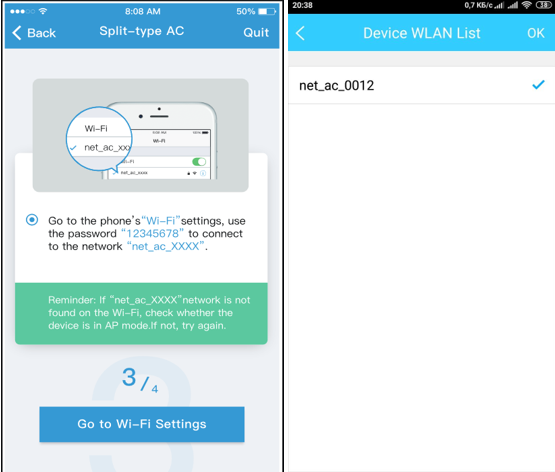 8:08 AM
50%
Back
Split-type AC
Quit
Wi-Fi
net_ac_xxx
Wi-Fi
net_ac_xxx
Go to the phone's"Wi-Fi"settings, use
the password "12345678" to connect
to the network "net_ac_XXXX".
Reminder: If "net_ac_XXXX"network is not
found on the Wi-Fi, check whether the
device is in AP mode.If not, try again.
3/4
Go to Wi-Fi Settings
20:38
0,7 КБ/с
38
Device WLAN List
OK
net_ac_0012